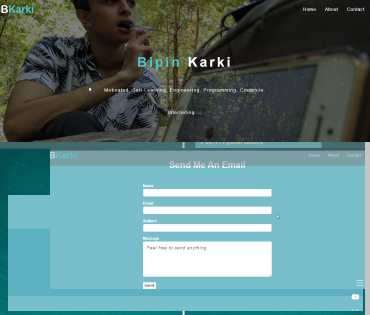 BKarki
Home About Contact
Bipin Karki
Motivated, Self-Learning, Engineering, Programming, Cinephile
BKarki
Home About Contact
Send Me An Email
Name
Email
Subject
Message
Feel free to send anything.
Submit